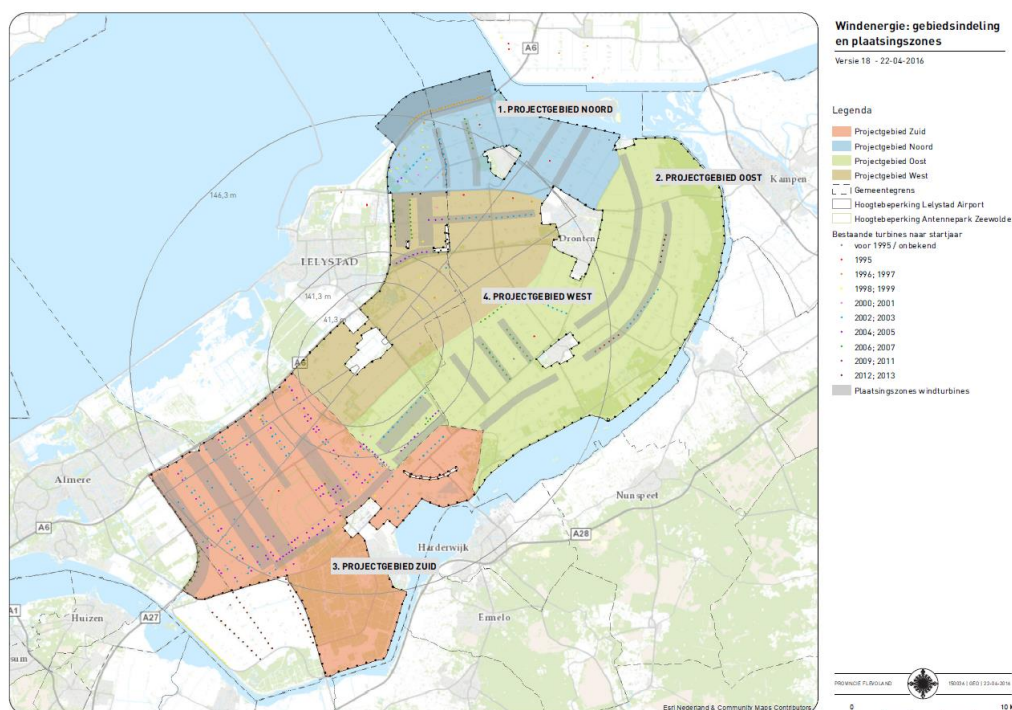 Windenergie: gebiedsindeling
en plaatsingszones
Versie 18 - 22-04-2016
Legenda
Projectgebied Zuid
Projectgebied Noord
Projectgebied Oost
Projectgebied West
Gemeentegrens
Hoogtebeperking Lelystad Airport
Hoogtebeperking Antennepark Zeewolde
Bestaande turbines naar startjaar
voor 1995 / onbekend
1995
1996; 1997
1998; 1999
2000; 2001
2002; 2003
2004; 2005
2006; 2007
2009; 2011
2012; 2013
Plaatsingszones windturbines
A6
1. PROJECTGEBIED NOORD
2. PROJECTGEBIED OOST
Kampen
146,3 m
Dronten
LELYSTAD
141,3 m
4. PROJECTGEBIED WEST
41,3 m
A6
Almere
Nunspeet
A6
A28
Harderwijk
3. PROJECTGEBIED ZUID
A1
Huizen
A27
Ermelo
sum
Esri Nederland & Community Maps Contributors
PROVINCIE FLEVOLAND
0
10 k